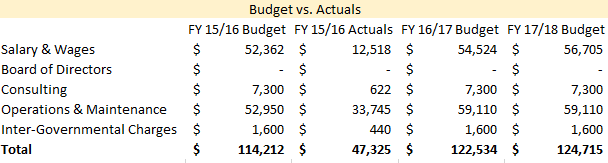 Budget vs. Actuals
FY 15/16 Budget FY 15/16 Actuals FY 16/17 Budget FY 17/18 Budget
Salary & Wages $ 52,362 $ 12,518 $ 54,524 $ 56,705
Board of Directors $ - $ - $ - $ -
Consulting $ 7,300 $ 622 $ 7,300 $ 7,300
Operations & Maintenance $ 52,950 $ 33,745 $ 59,110 $ 59,110
Inter-Governmental Charges $ 1,600 $ 440 $ 1,600 $ 1,600
Total $ 114,212 $ 47,325 $ 122,534 $ 124,715